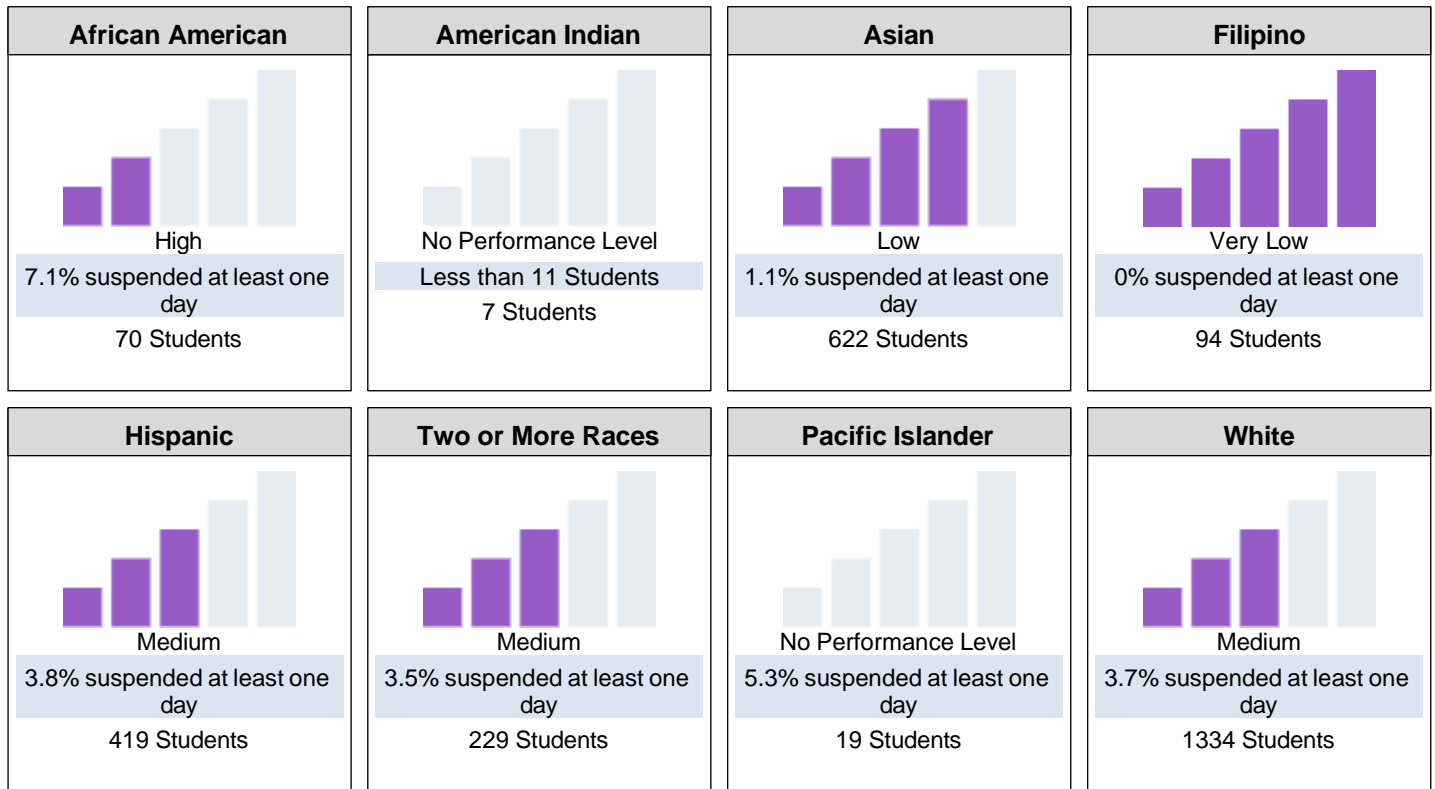 African American
High
7.1% suspended at least one
day
70 Students
American Indian
No Performance Level
Less than 11 Students
7 Students
Asian
Low
1.1% suspended at least one
day
622 Students
Filipino
Very Low
0% suspended at least one
day
94 Students
Hispanic
Medium
3.8% suspended at least one
day
419 Students
Two or More Races
Medium
3.5% suspended at least one
day
229 Students
Pacific Islander
No Performance Level
5.3% suspended at least one
day
19 Students
White
Medium
3.7% suspended at least one
day
1334 Students